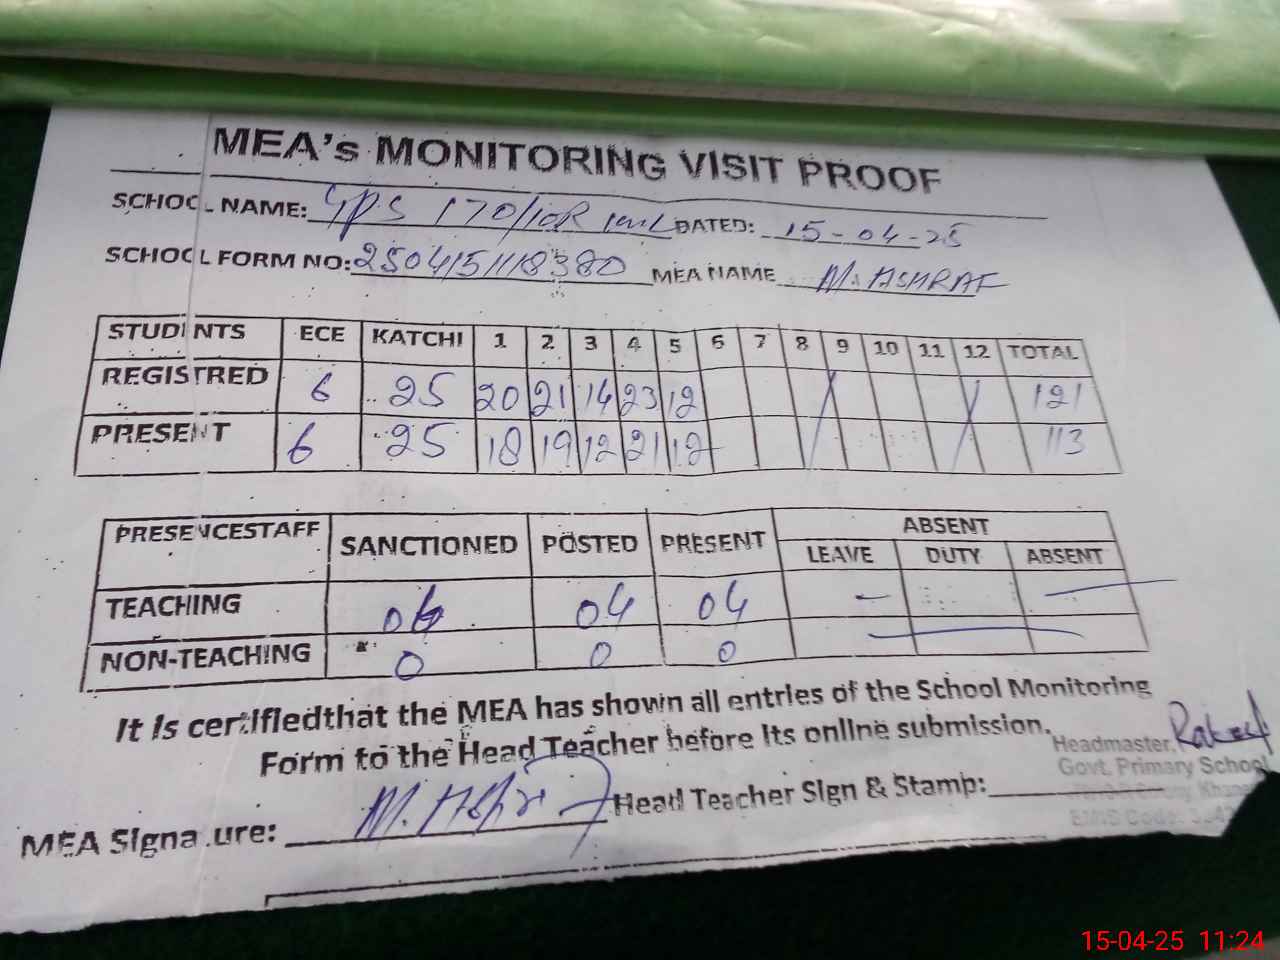 MEA's MONITORING VISIT PROOF
SCHOOL NAME: GPS 170/10R DATED: 15-04-25
SCHOOL FORM NO: 2504151118380 MEA NAME M. ASHRAF
STUDENTS ECE KATCHI 1 2 3 4 5 6 7 8 9 10 11 12 TOTAL
REGISTRED 6 25 20 21 14 23 12 121
PRESENT 6 25 18 19 12 21 12 113
PRESENCESTAFF SANCTIONED POSTED PRESENT ABSENT
LEAVE DUTY ABSENT
TEACHING 04 04
NON-TEACHING 0 0 0
It is certifiedthat the MEA has shown all entries of the School Monitoring
Form to the Head Teacher before its online submission.
Headmaster,
Govt. Primary School
MEA Signature: M. Ashraf Head Teacher Sign & Stamp:
15-04-25 11:24